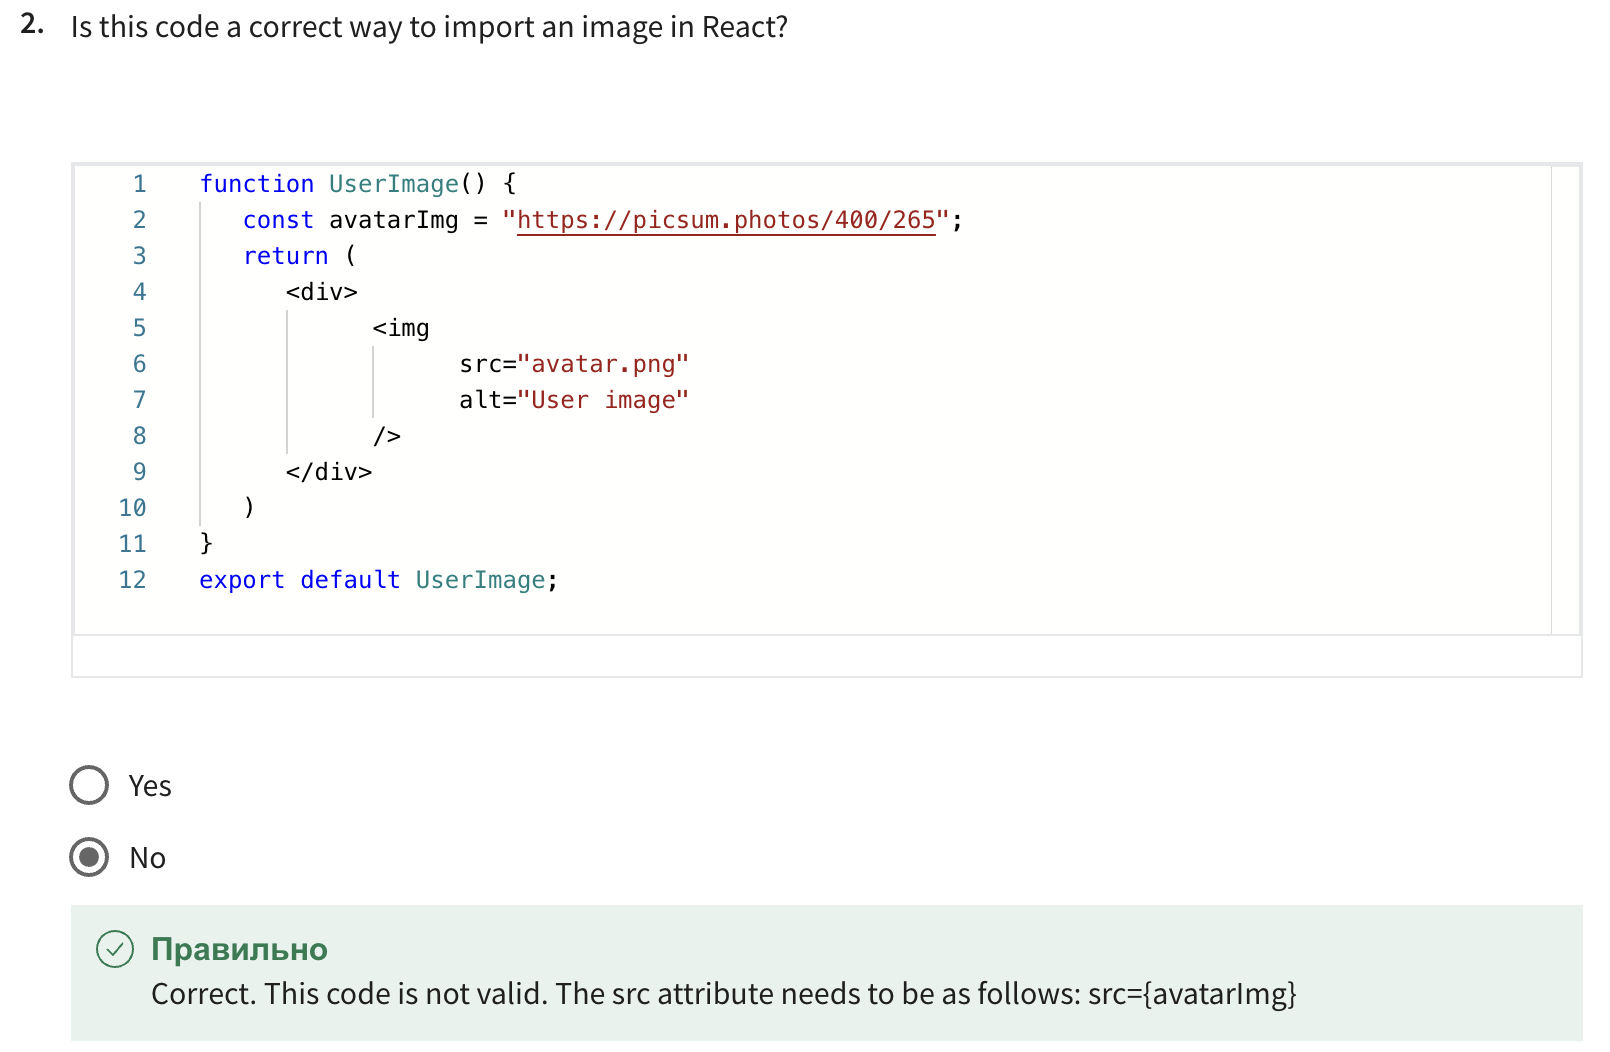 2. Is this code a correct way to import an image in React?
1 function UserImage() {
2 const avatarImg = "https://picsum.photos/400/265";
3 return (
4 <div>
5 <img
6 src="avatar.png"
7 alt="User image"
8 />
9 </div>
10 )
11 }
12 export default UserImage;
Yes
No
Правильно
Correct. This code is not valid. The src attribute needs to be as follows: src={avatarImg}